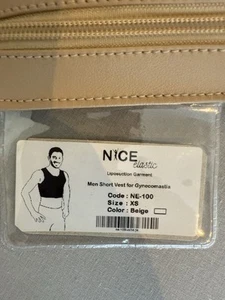 NICE
elastic
Liposuction Garment
Men Short Vest for Gynecomastia
Code : NE-100
Size : XS
Color : Beige